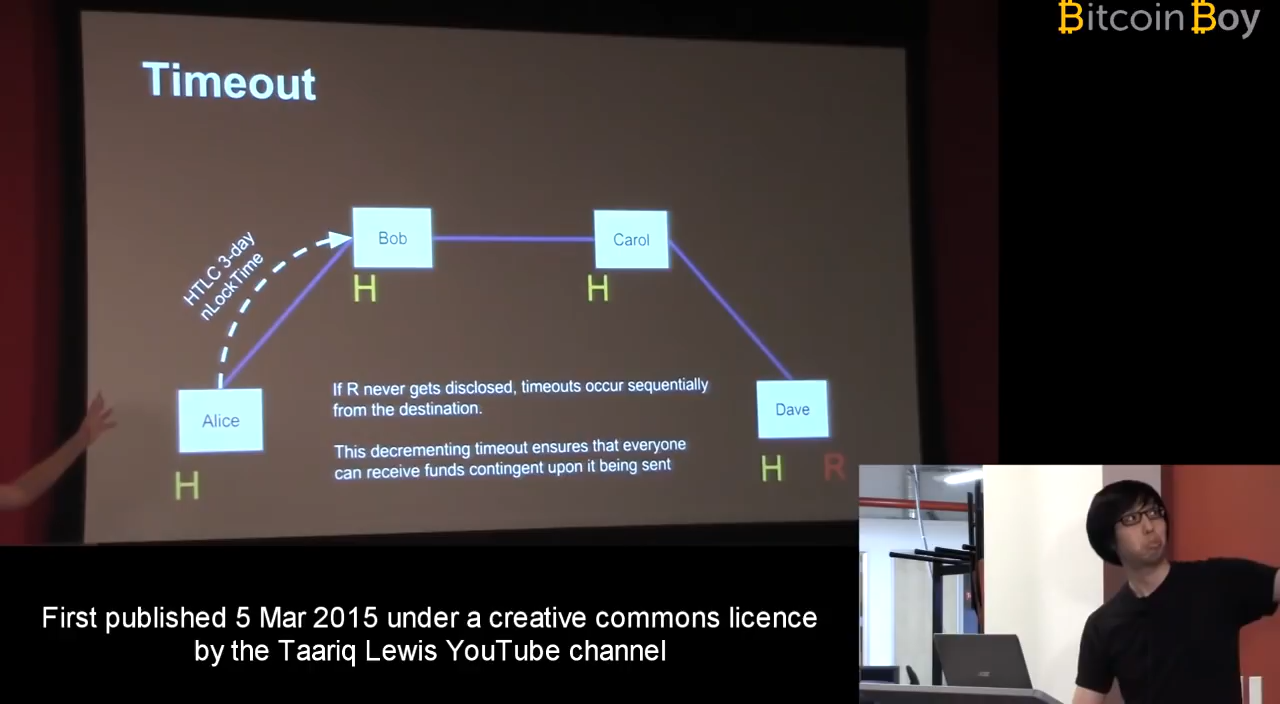 Bitcoin Boy
Timeout
HTLC 3-day
nLockTime
Bob
Carol
H
H
If R never gets disclosed, timeouts occur sequentially
from the destination.
This decrementing timeout ensures that everyone
can receive funds contingent upon it being sent
Alice
Dave
H
H R
First published 5 Mar 2015 under a creative commons licence
by the Taariq Lewis YouTube channel